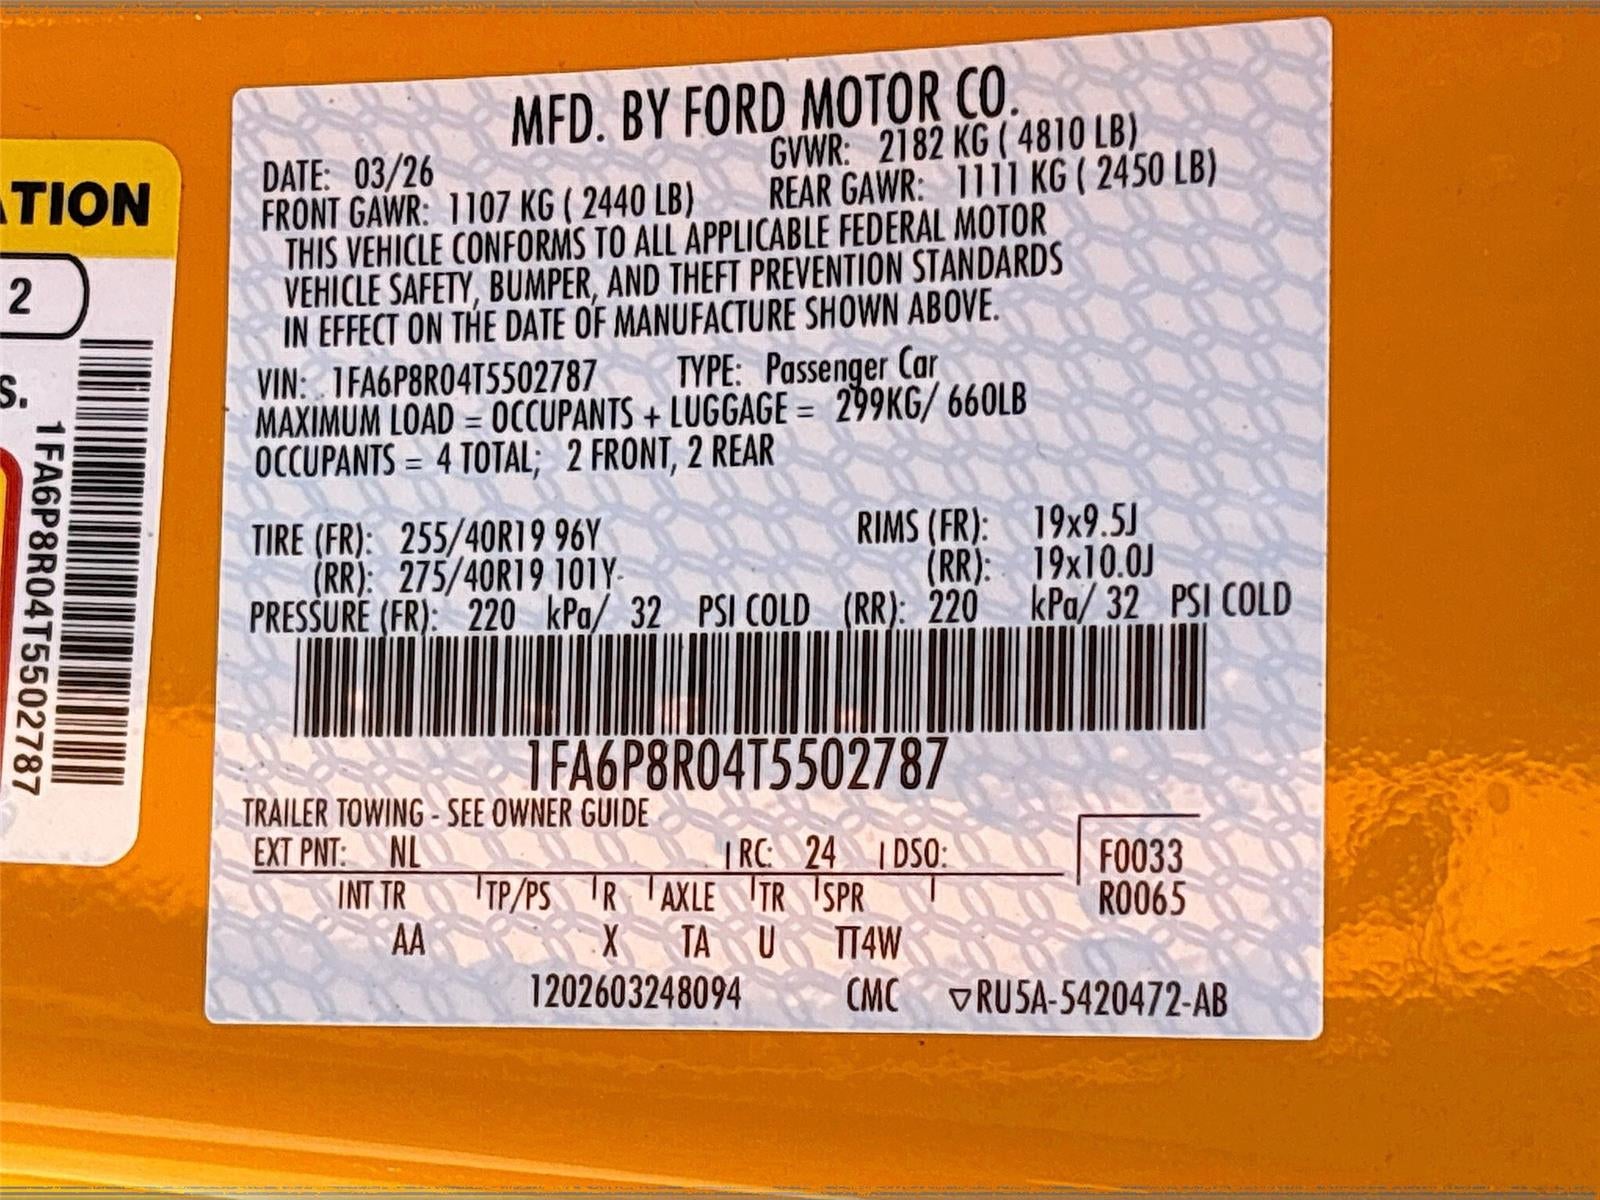 ATION
2
S.
1FA6P8R04T5502787
MFD. BY FORD MOTOR CO.
DATE: 03/26 GVWR: 2182 KG ( 4810 LB)
FRONT GAWR: 1107 KG ( 2440 LB) REAR GAWR: 1111 KG ( 2450 LB)
THIS VEHICLE CONFORMS TO ALL APPLICABLE FEDERAL MOTOR
VEHICLE SAFETY, BUMPER, AND THEFT PREVENTION STANDARDS
IN EFFECT ON THE DATE OF MANUFACTURE SHOWN ABOVE.
VIN: 1FA6P8R04T5502787 TYPE: Passenger Car
MAXIMUM LOAD = OCCUPANTS + LUGGAGE = 299KG/ 660LB
OCCUPANTS = 4 TOTAL; 2 FRONT, 2 REAR
TIRE (FR): 255/40R19 96Y RIMS (FR): 19x9.5J
(RR): 275/40R19 101Y (RR): 19x10.0J
PRESSURE (FR): 220 kPa/ 32 PSI COLD (RR): 220 kPa/ 32 PSI COLD
1FA6P8R04T5502787
TRAILER TOWING - SEE OWNER GUIDE
EXT PNT: NL RC: 24 DSO: F0033
INT TR TP/PS R AXLE TR SPR R0065
AA X TA U TT4W
1202603248094 CMC ▽RU5A-5420472-AB